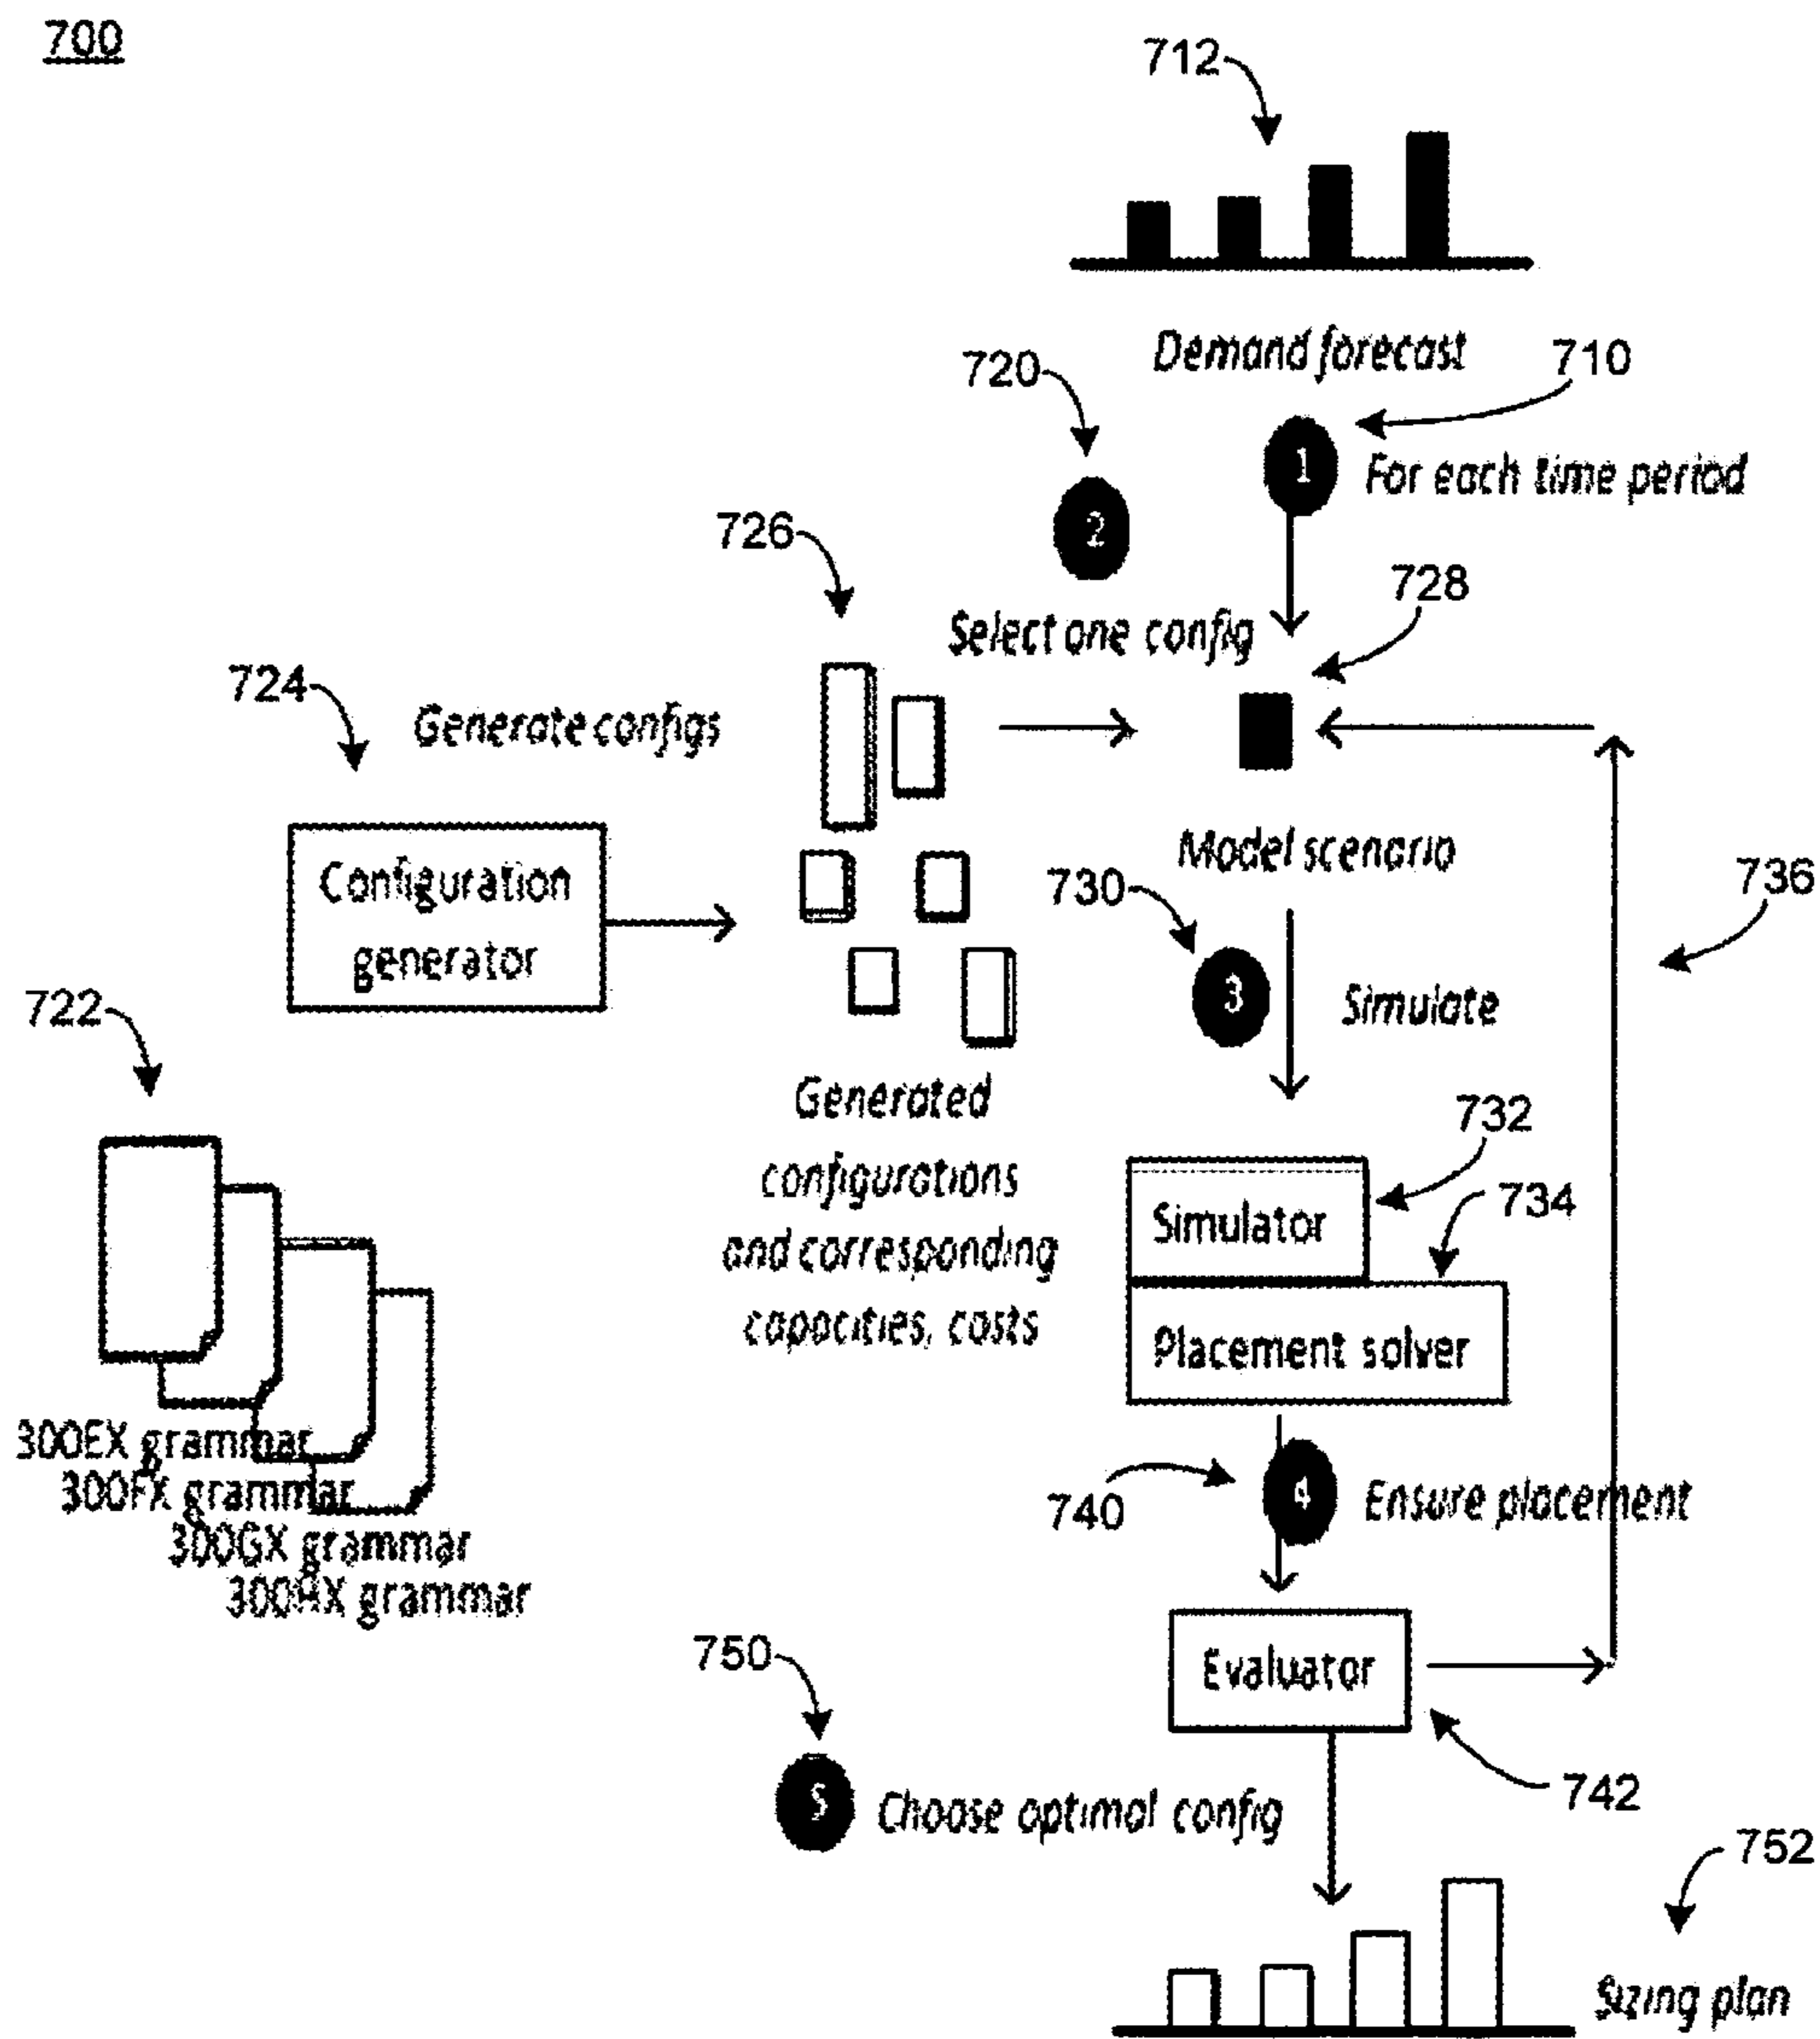 700
712
Demand forecast
710
720
1
For each time period
2
726
728
Select one config
724
Generate configs
Model scenario
Configuration
generator
730
736
3
Simulate
722
Generated
configurations
and corresponding
capacities, costs
732
Simulator
734
Placement solver
300EX grammar
300FX grammar
300GX grammar
300HX grammar
740
4
Ensure placement
Evaluator
750
742
5
Choose optimal config
752
Sizing plan